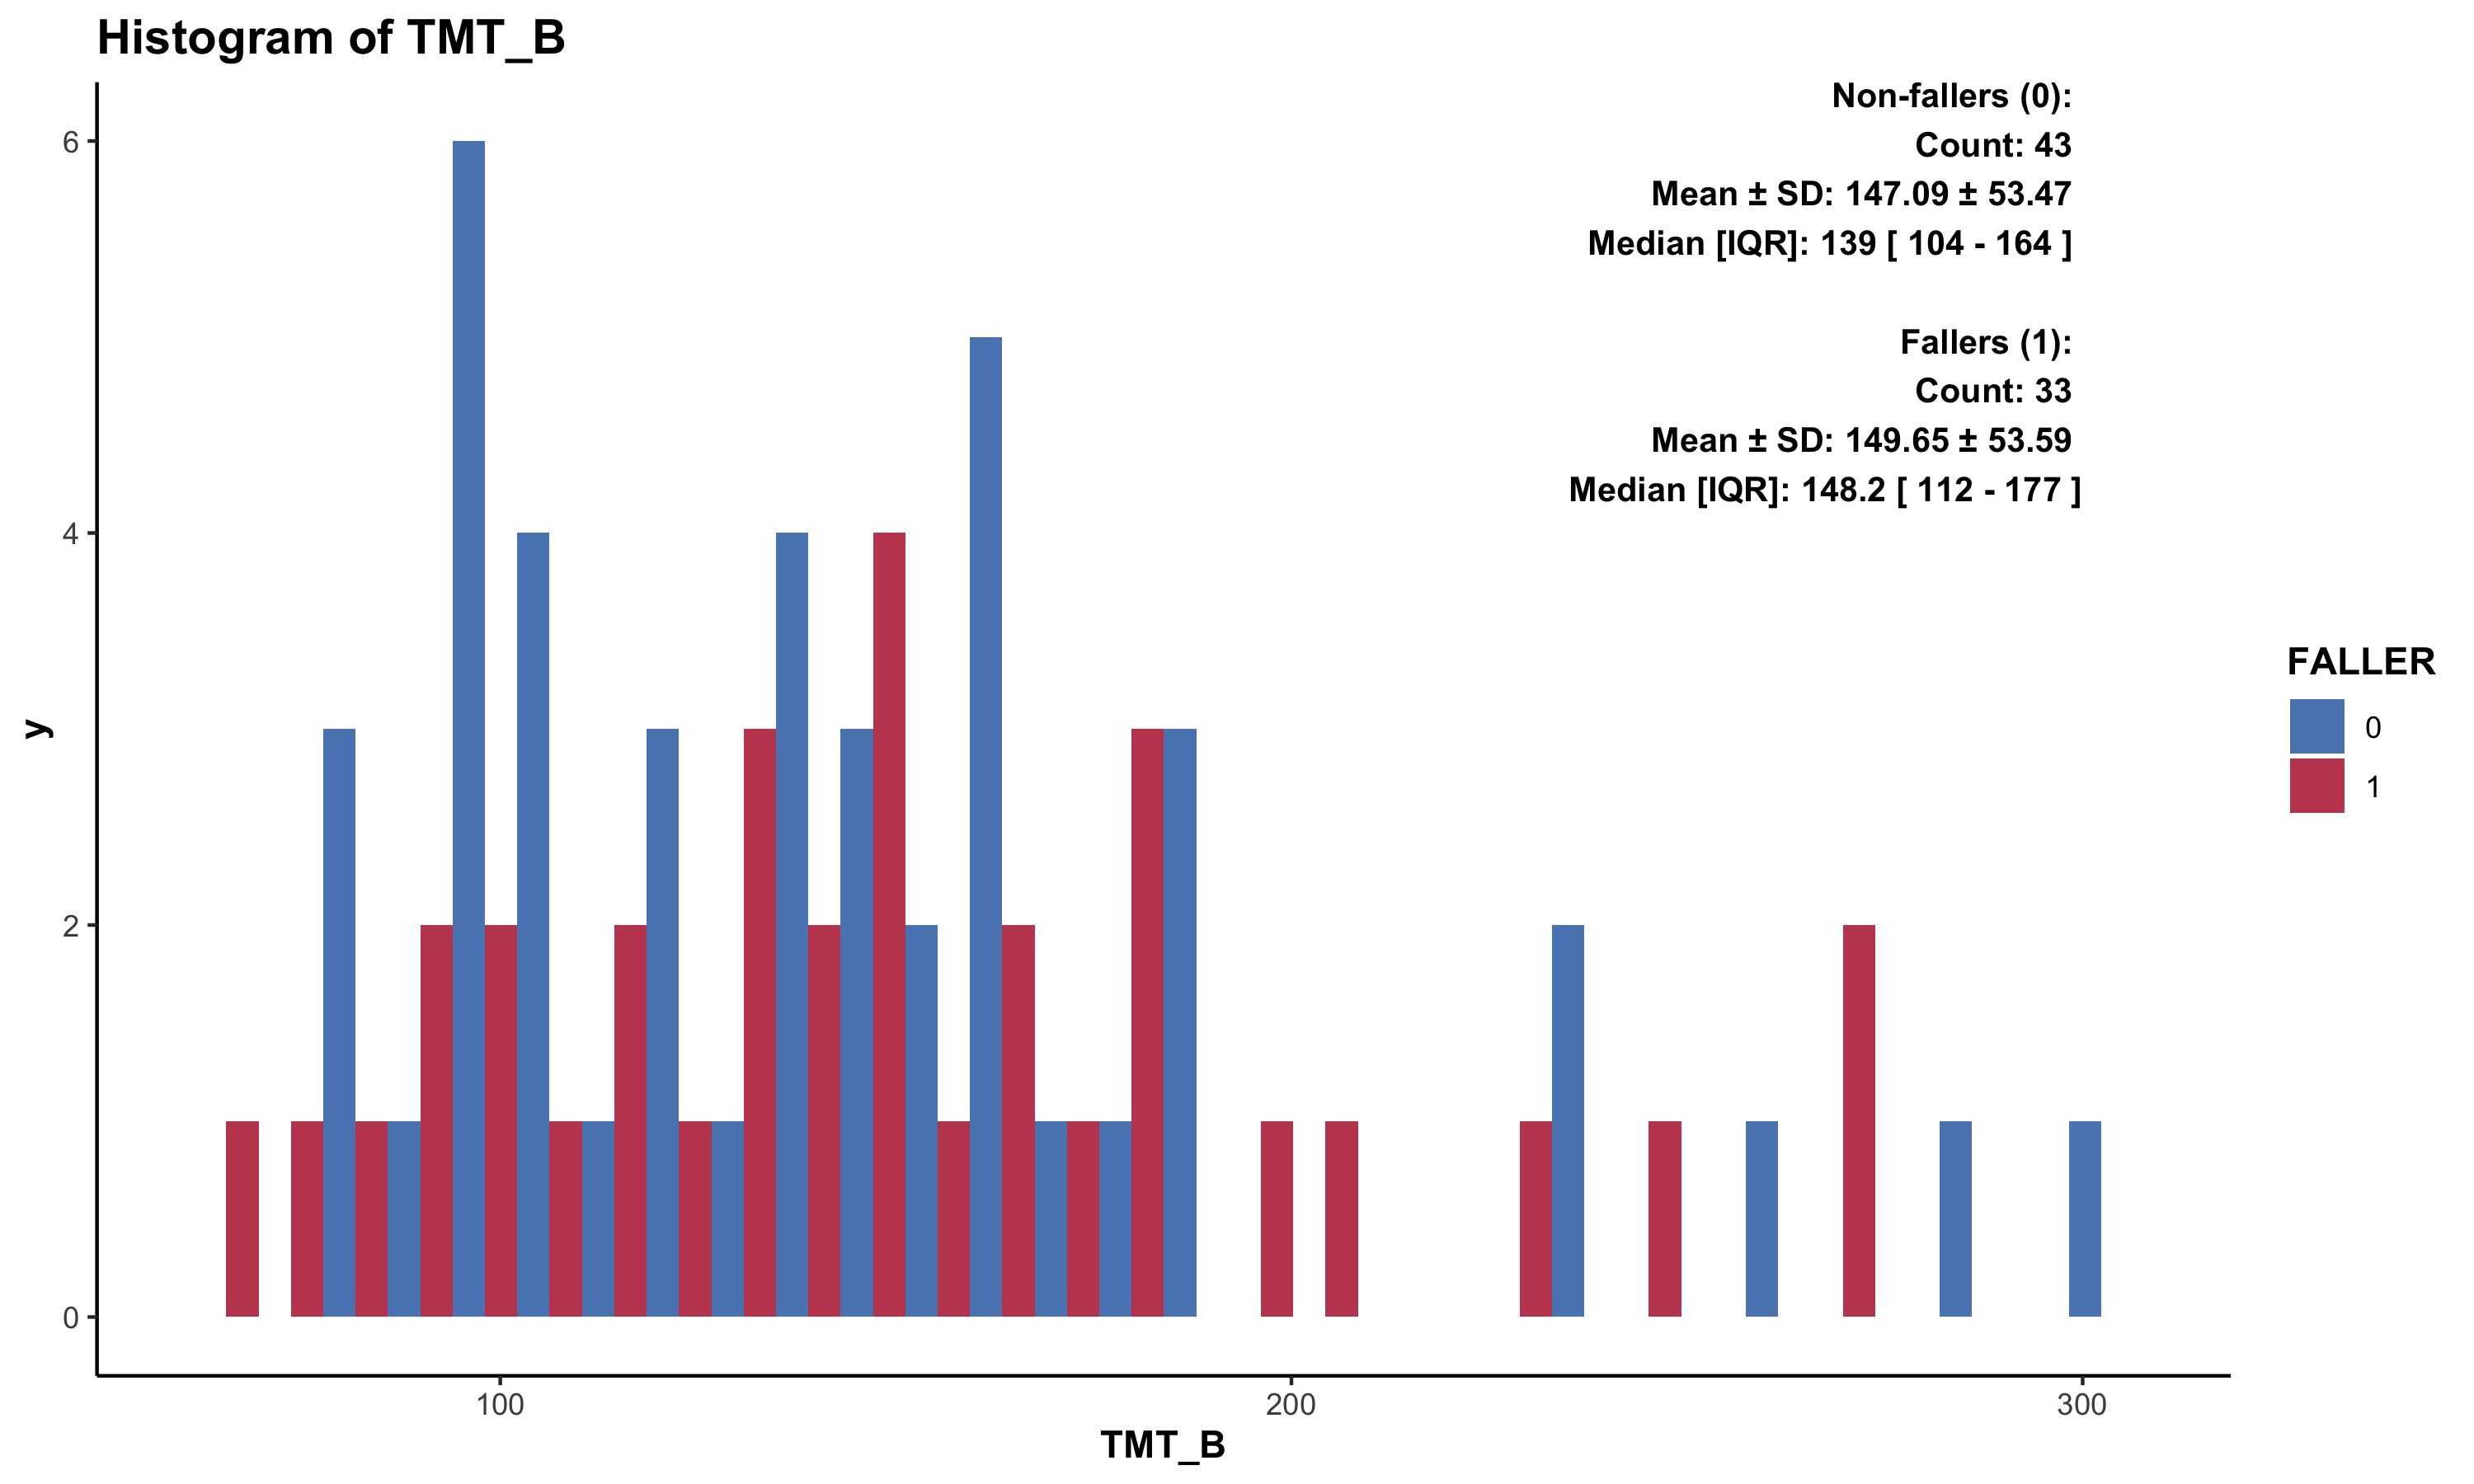 Histogram of TMT_B
Non-fallers (0):
Count: 43
Mean ± SD: 147.09 ± 53.47
Median [IQR]: 139 [ 104 - 164 ]
Fallers (1):
Count: 33
Mean ± SD: 149.65 ± 53.59
Median [IQR]: 148.2 [ 112 - 177 ]
6
4
2
0
y
100
200
300
TMT_B
FALLER
0
1